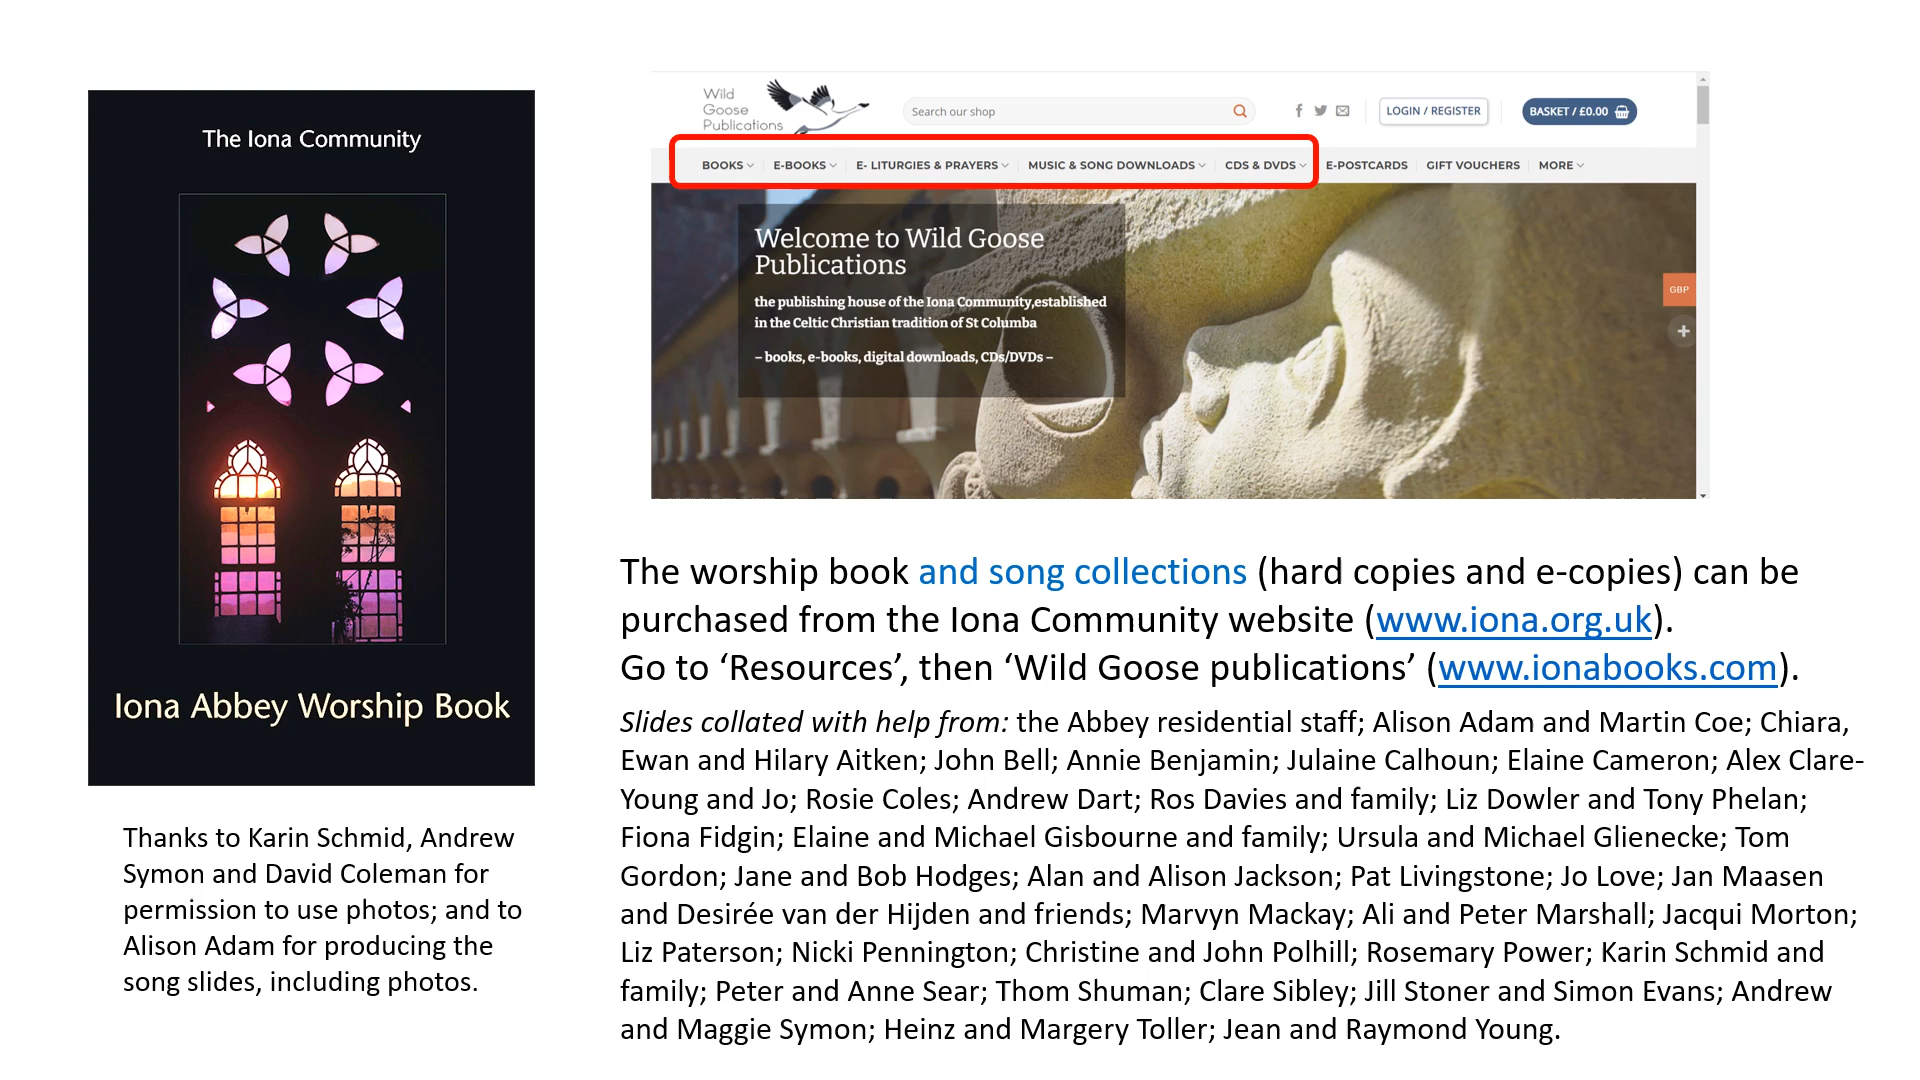 The Iona Community
Iona Abbey Worship Book
Thanks to Karin Schmid, Andrew
Symon and David Coleman for
permission to use photos; and to
Alison Adam for producing the
song slides, including photos.
Wild
Goose
Publications
Search our shop
LOGIN / REGISTER
BASKET / £0.00
BOOKS E-BOOKS E- LITURGIES & PRAYERS MUSIC & SONG DOWNLOADS CDS & DVDS E-POSTCARDS GIFT VOUCHERS MORE
Welcome to Wild Goose
Publications
the publishing house of the Iona Community,established
in the Celtic Christian tradition of St Columba
– books, e-books, digital downloads, CDs/DVDs –
GBP
The worship book and song collections (hard copies and e-copies) can be
purchased from the Iona Community website (www.iona.org.uk).
Go to ‘Resources’, then ‘Wild Goose publications’ (www.ionabooks.com).
Slides collated with help from: the Abbey residential staff; Alison Adam and Martin Coe; Chiara,
Ewan and Hilary Aitken; John Bell; Annie Benjamin; Julaine Calhoun; Elaine Cameron; Alex Clare-
Young and Jo; Rosie Coles; Andrew Dart; Ros Davies and family; Liz Dowler and Tony Phelan;
Fiona Fidgin; Elaine and Michael Gisbourne and family; Ursula and Michael Glienecke; Tom
Gordon; Jane and Bob Hodges; Alan and Alison Jackson; Pat Livingstone; Jo Love; Jan Maasen
and Desirée van der Hijden and friends; Marvyn Mackay; Ali and Peter Marshall; Jacqui Morton;
Liz Paterson; Nicki Pennington; Christine and John Polhill; Rosemary Power; Karin Schmid and
family; Peter and Anne Sear; Thom Shuman; Clare Sibley; Jill Stoner and Simon Evans; Andrew
and Maggie Symon; Heinz and Margery Toller; Jean and Raymond Young.